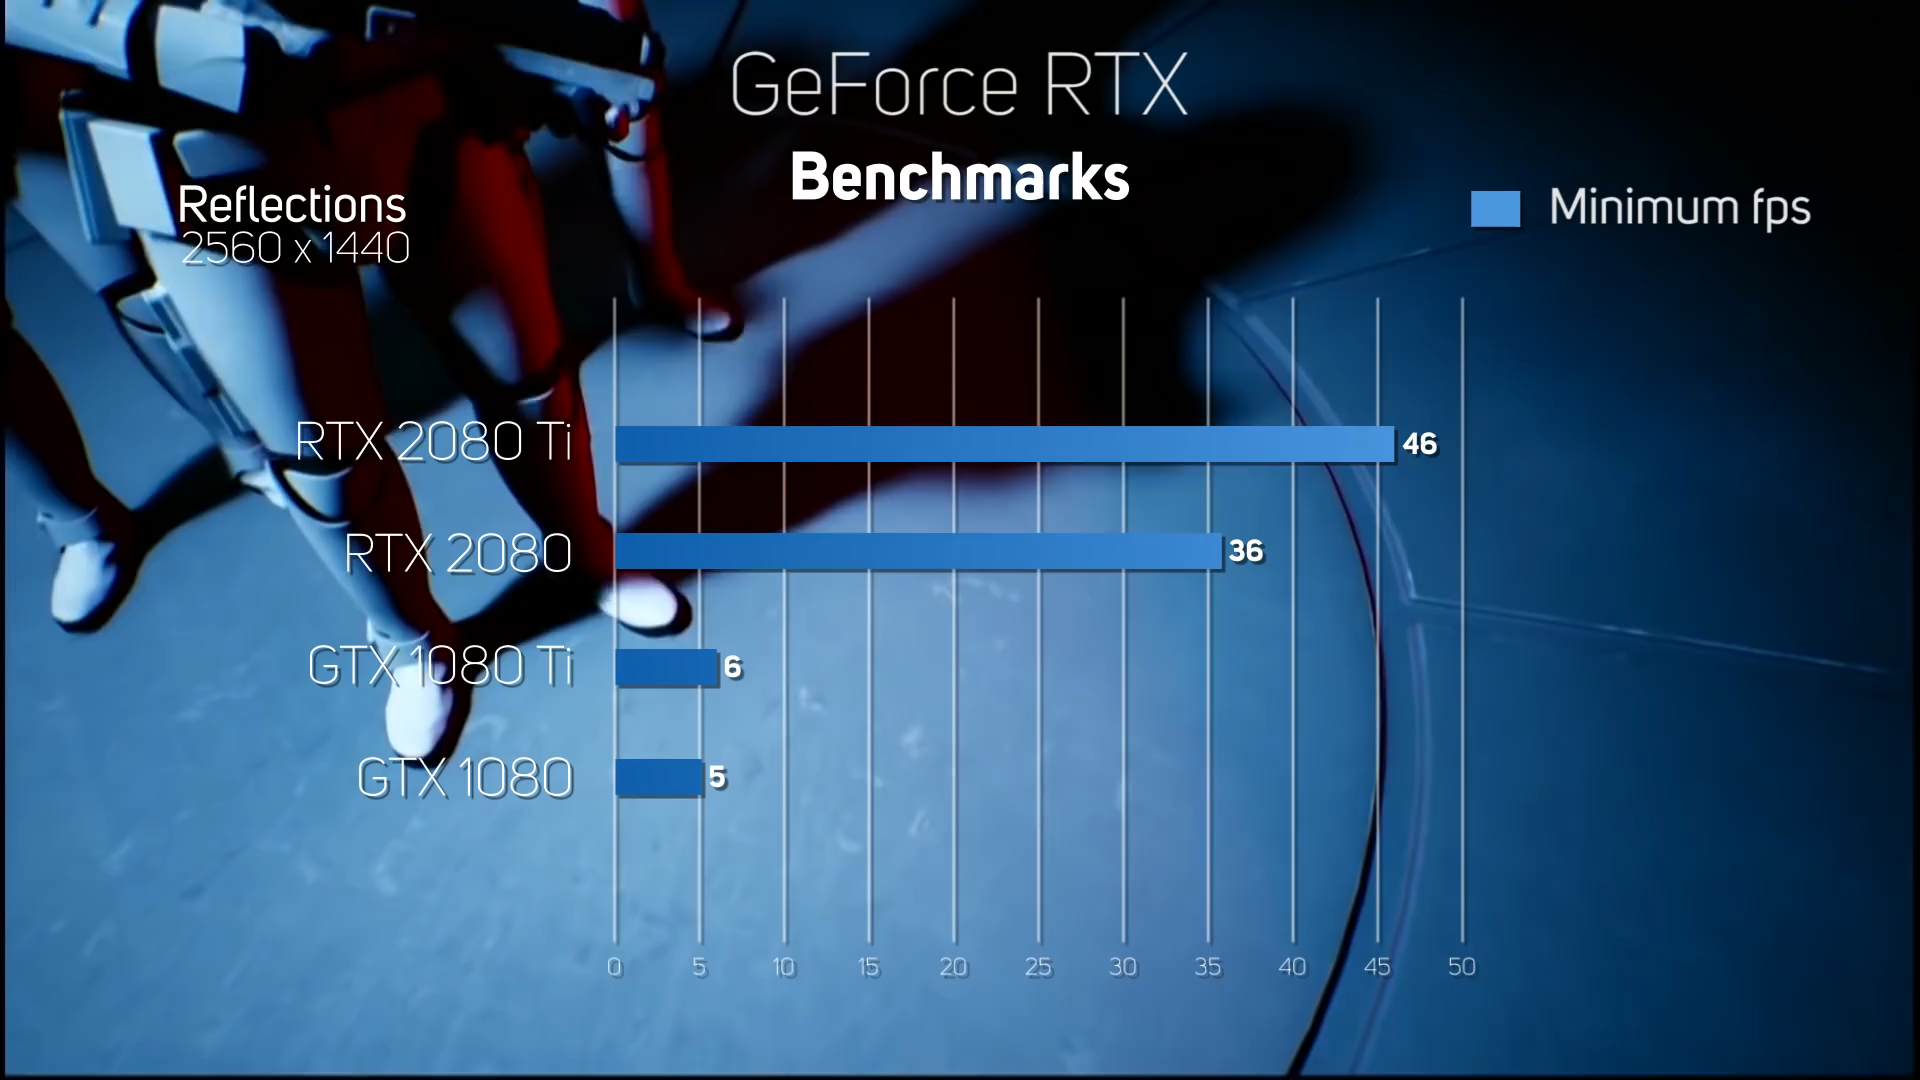 GeForce RTX
Benchmarks
Reflections
2560 x 1440
Minimum fps
RTX 2080 Ti 46
RTX 2080 36
GTX 1080 Ti 6
GTX 1080 5
0 5 10 15 20 25 30 35 40 45 50